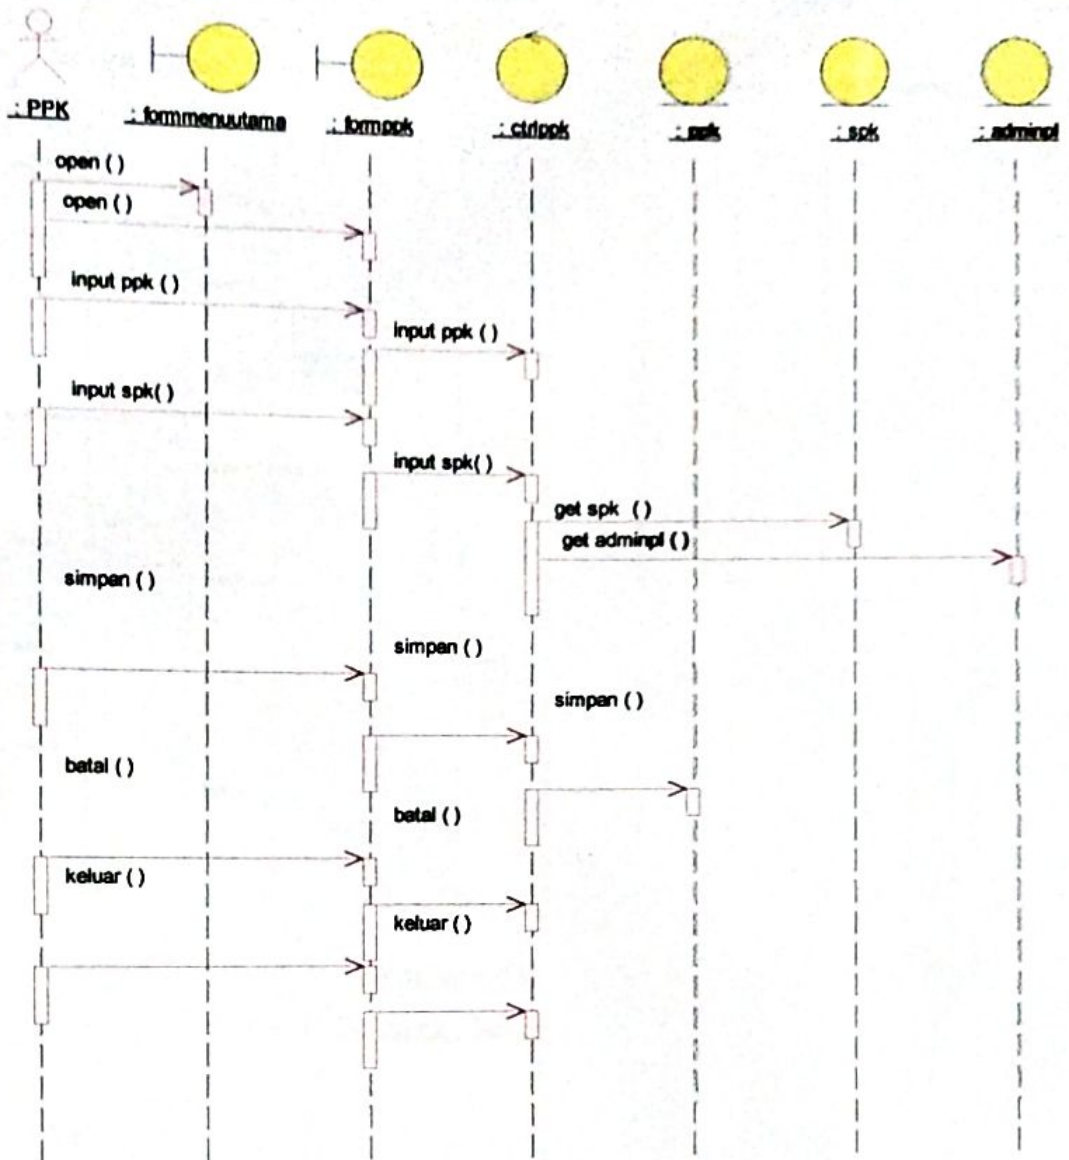 : PPK
: formmenuutama
: formppk
: ctrlppk
: ppk
: spk
: adminpl
open ( )
open ( )
input ppk ( )
input ppk ( )
input spk( )
input spk( )
get spk ( )
get adminpl ( )
simpan ( )
simpan ( )
simpan ( )
batal ( )
batal ( )
keluar ( )
keluar ( )